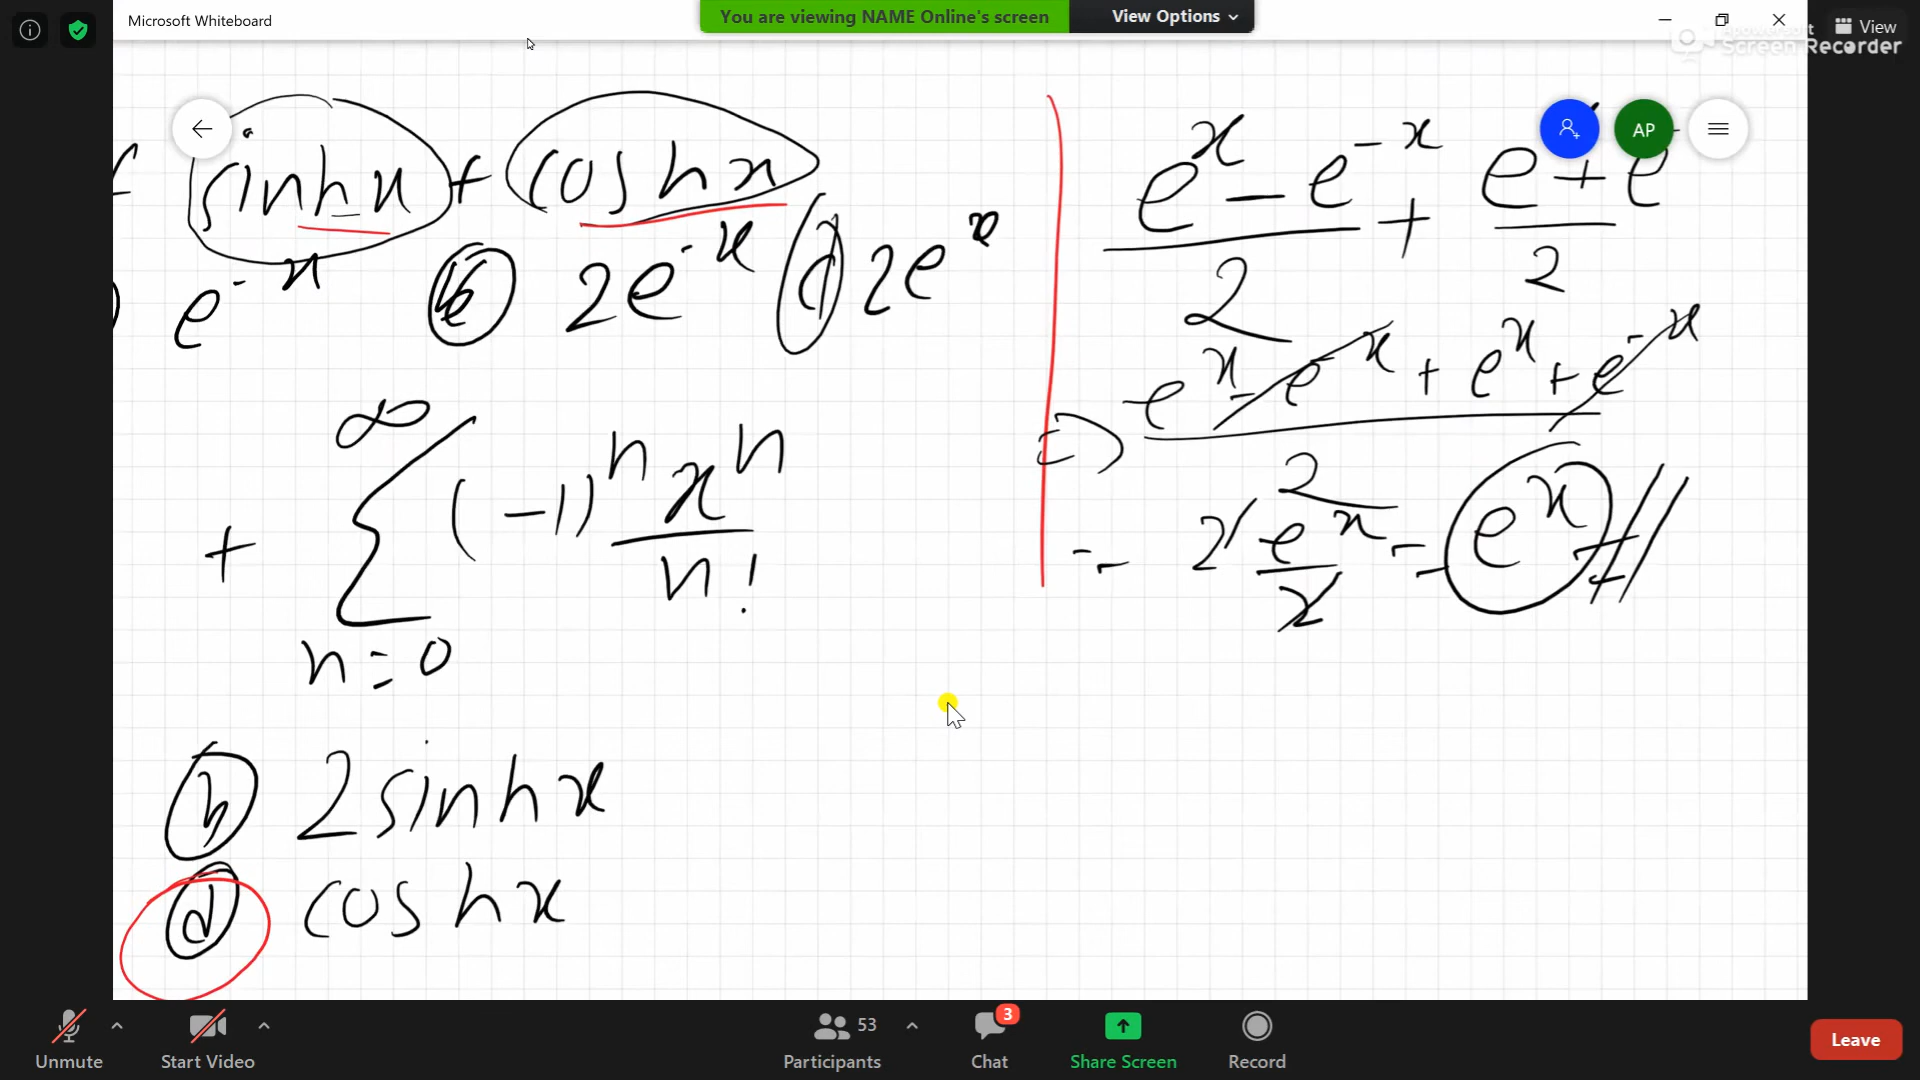 Microsoft Whiteboard
You are viewing NAME Online's screen
View Options
View
Apowersoft
Screen Recorder
AP
sinhx + coshx
e^-x (c) 2e^-x (d) 2e^x
+ ∞ Σ n=0 (-1)^n x^n / n!
(b) 2sinhx
(d) coshx
e^x - e^-x / 2 + e + e / 2
=) e^x - e^-x + e^x + e^-x / 2
= 2e^x / 2 = e^x //
Unmute
Start Video
53
Participants
3
Chat
Share Screen
Record
Leave